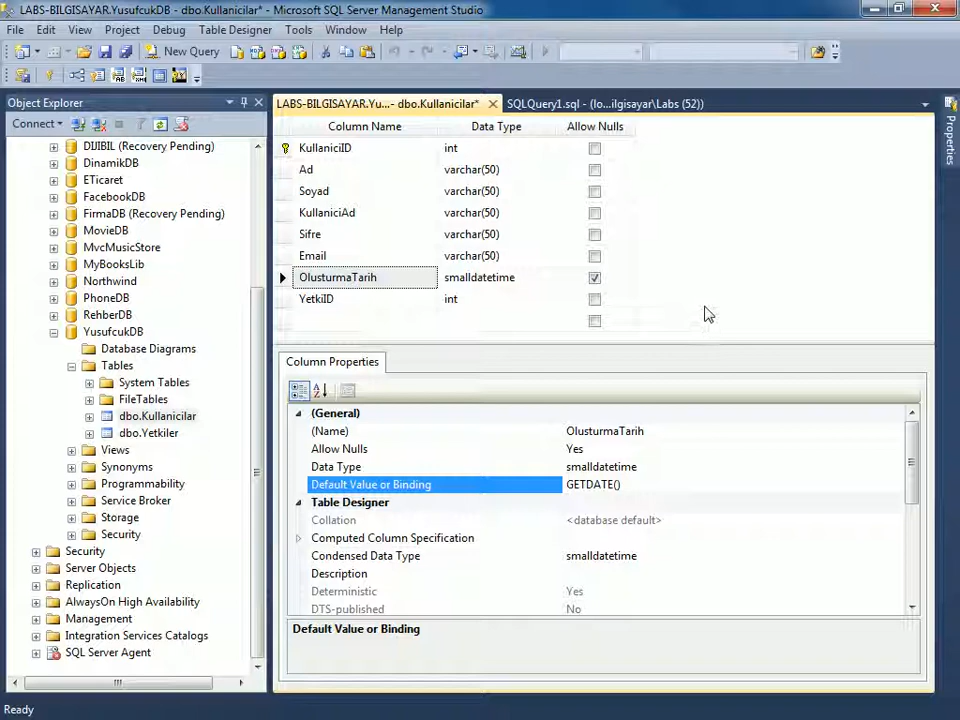 LABS-BILGISAYAR.YusufcukDB - dbo.Kullanicilar* - Microsoft SQL Server Management Studio
File Edit View Project Debug Table Designer Tools Window Help
New Query
Object Explorer
Connect
DIJIBIL (Recovery Pending)
DinamikDB
ETicaret
FacebookDB
FirmaDB (Recovery Pending)
MovieDB
MvcMusicStore
MyBooksLib
Northwind
PhoneDB
RehberDB
YusufcukDB
Database Diagrams
Tables
System Tables
FileTables
dbo.Kullanicilar
dbo.Yetkiler
Views
Synonyms
Programmability
Service Broker
Storage
Security
Security
Server Objects
Replication
AlwaysOn High Availability
Management
Integration Services Catalogs
SQL Server Agent
LABS-BILGISAYAR.Yu...- dbo.Kullanicilar* SQLQuery1.sql - (lo...ilgisayar\Labs (52))
Column Name Data Type Allow Nulls
KullaniciID int
Ad varchar(50)
Soyad varchar(50)
KullaniciAd varchar(50)
Sifre varchar(50)
Email varchar(50)
OlusturmaTarih smalldatetime
YetkiID int
Column Properties
(General)
(Name) OlusturmaTarih
Allow Nulls Yes
Data Type smalldatetime
Default Value or Binding GETDATE()
Table Designer
Collation <database default>
Computed Column Specification
Condensed Data Type smalldatetime
Description
Deterministic Yes
DTS-published No
Default Value or Binding
Properties
Ready